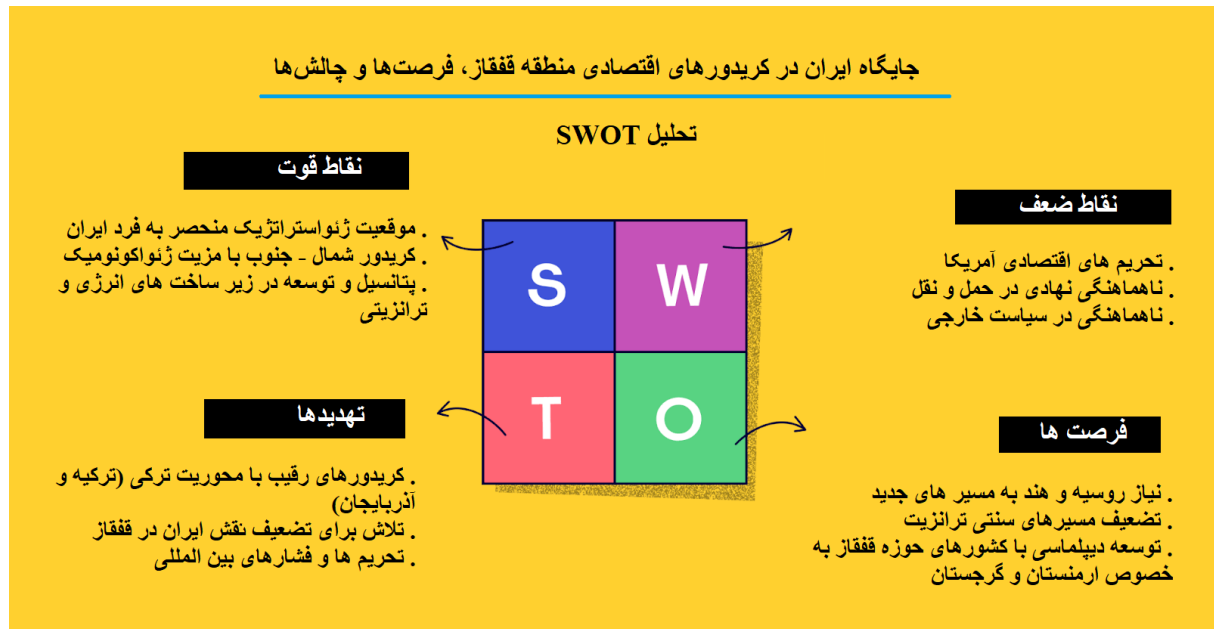 جایگاه ایران در کریدورهای اقتصادی منطقه قفقاز، فرصت‌ها و چالش‌ها
تحلیل SWOT
نقاط قوت
. موقعیت ژئواستراتژیک منحصر به فرد ایران
. کریدور شمال - جنوب با مزیت ژئواکونومیک
. پتانسیل و توسعه در زیر ساخت های انرژی و
ترانزیتی
نقاط ضعف
. تحریم های اقتصادی آمریکا
. ناهماهنگی نهادی در حمل و نقل
. ناهماهنگی در سیاست خارجی
S
W
T
O
تهدیدها
. کریدورهای رقیب با محوریت ترکی (ترکیه و
آذربایجان)
. تلاش برای تضعیف نقش ایران در قفقاز
. تحریم ها و فشارهای بین المللی
فرصت ها
. نیاز روسیه و هند به مسیر های جدید
. تضعیف مسیرهای سنتی ترانزیت
. توسعه دیپلماسی با کشورهای حوزه قفقاز به
خصوص ارمنستان و گرجستان